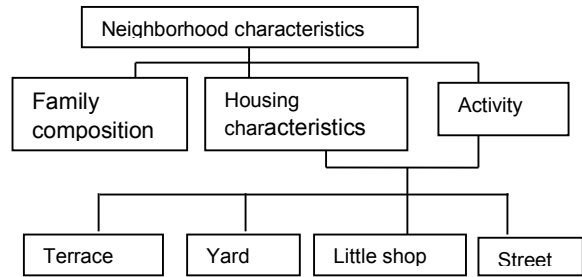 Neighborhood characteristics
Family
composition
Housing
characteristics
Activity
Terrace
Yard
Little shop
Street